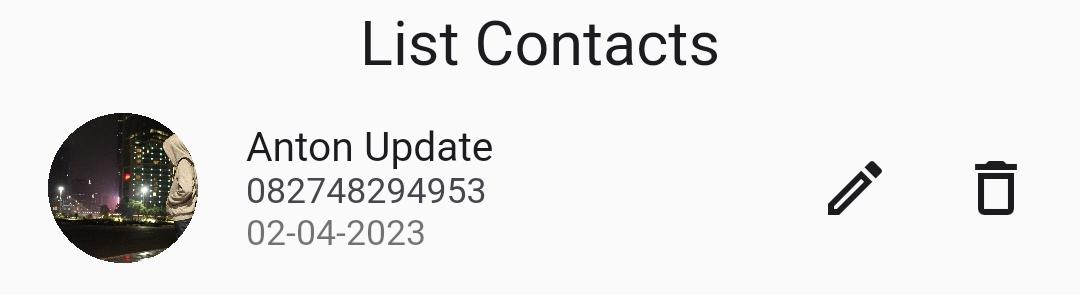 List Contacts
Anton Update
082748294953
02-04-2023